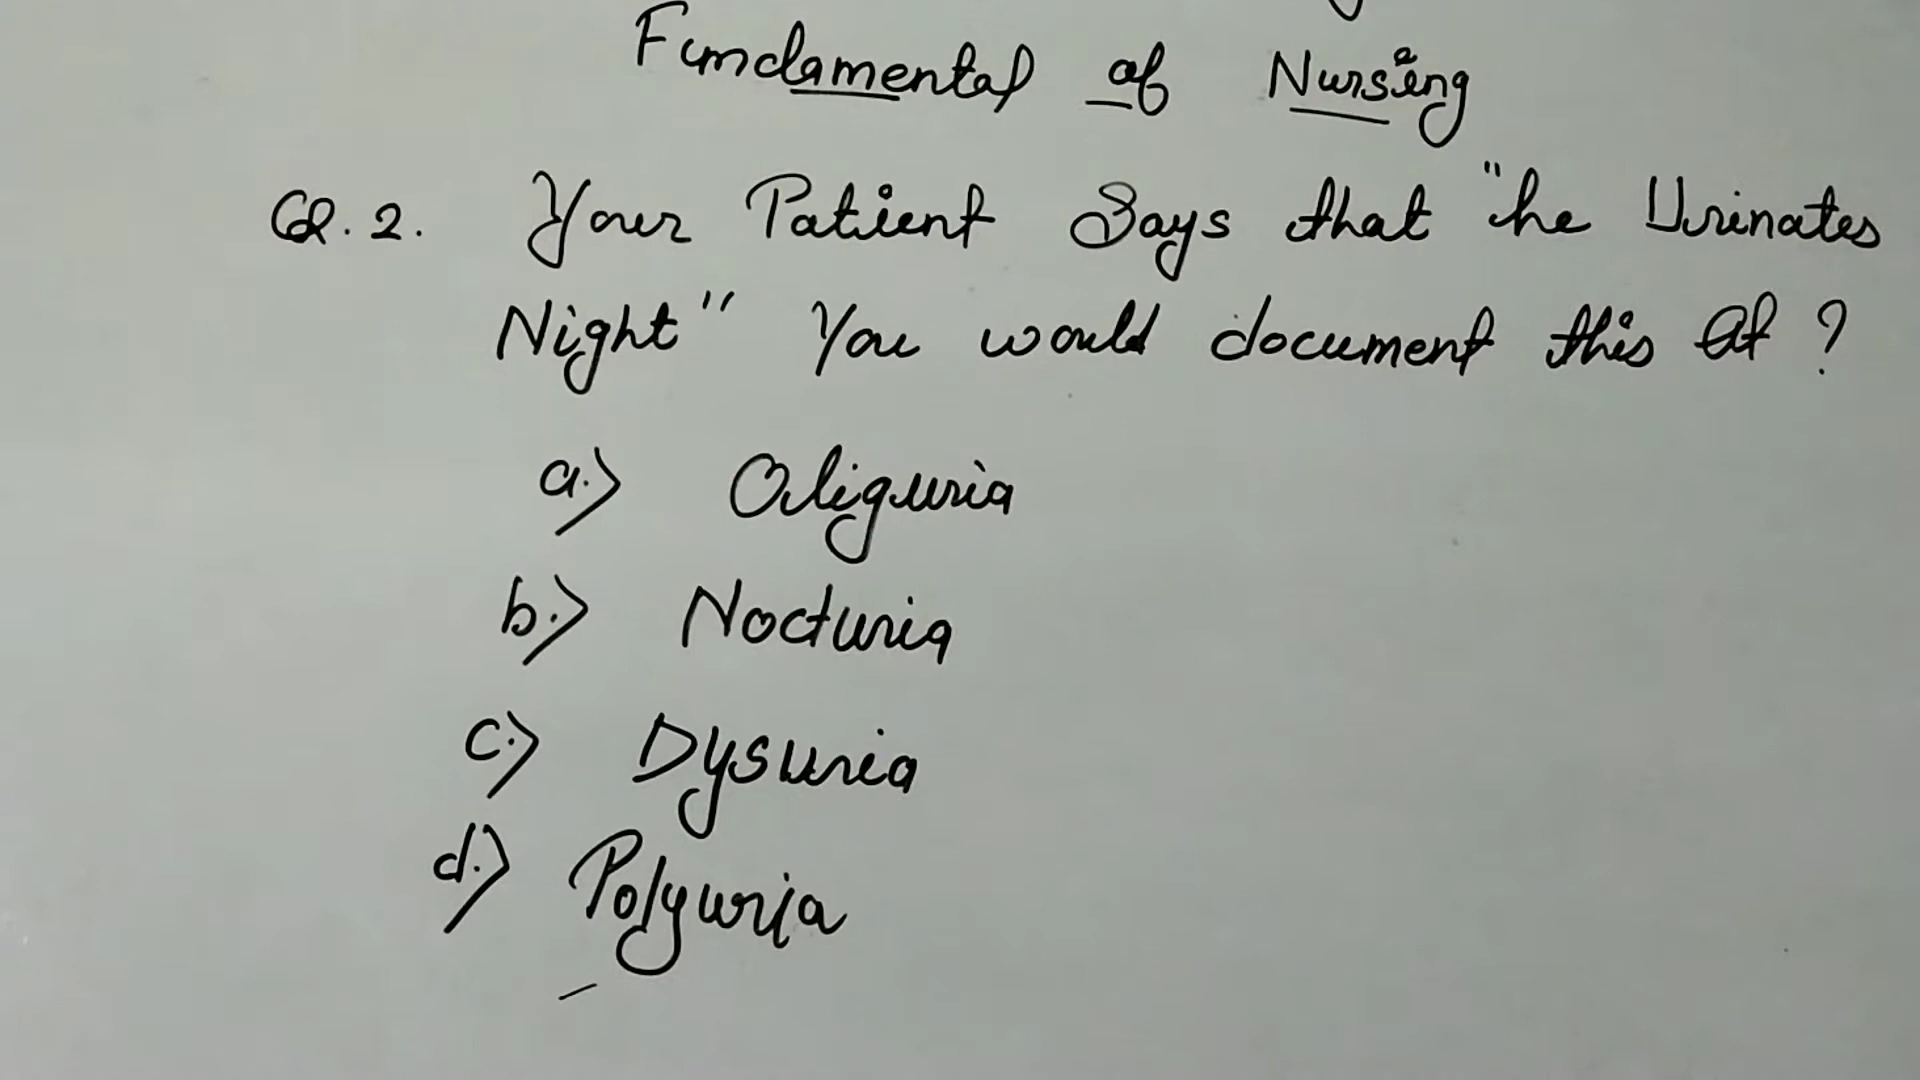 Fundamental of Nursing
Q.2. Your Patient Says that "he Urinates
Night" You would document this at ?
a.) Oliguria
b.) Nocturia
c.) Dysuria
d.) Polyuria